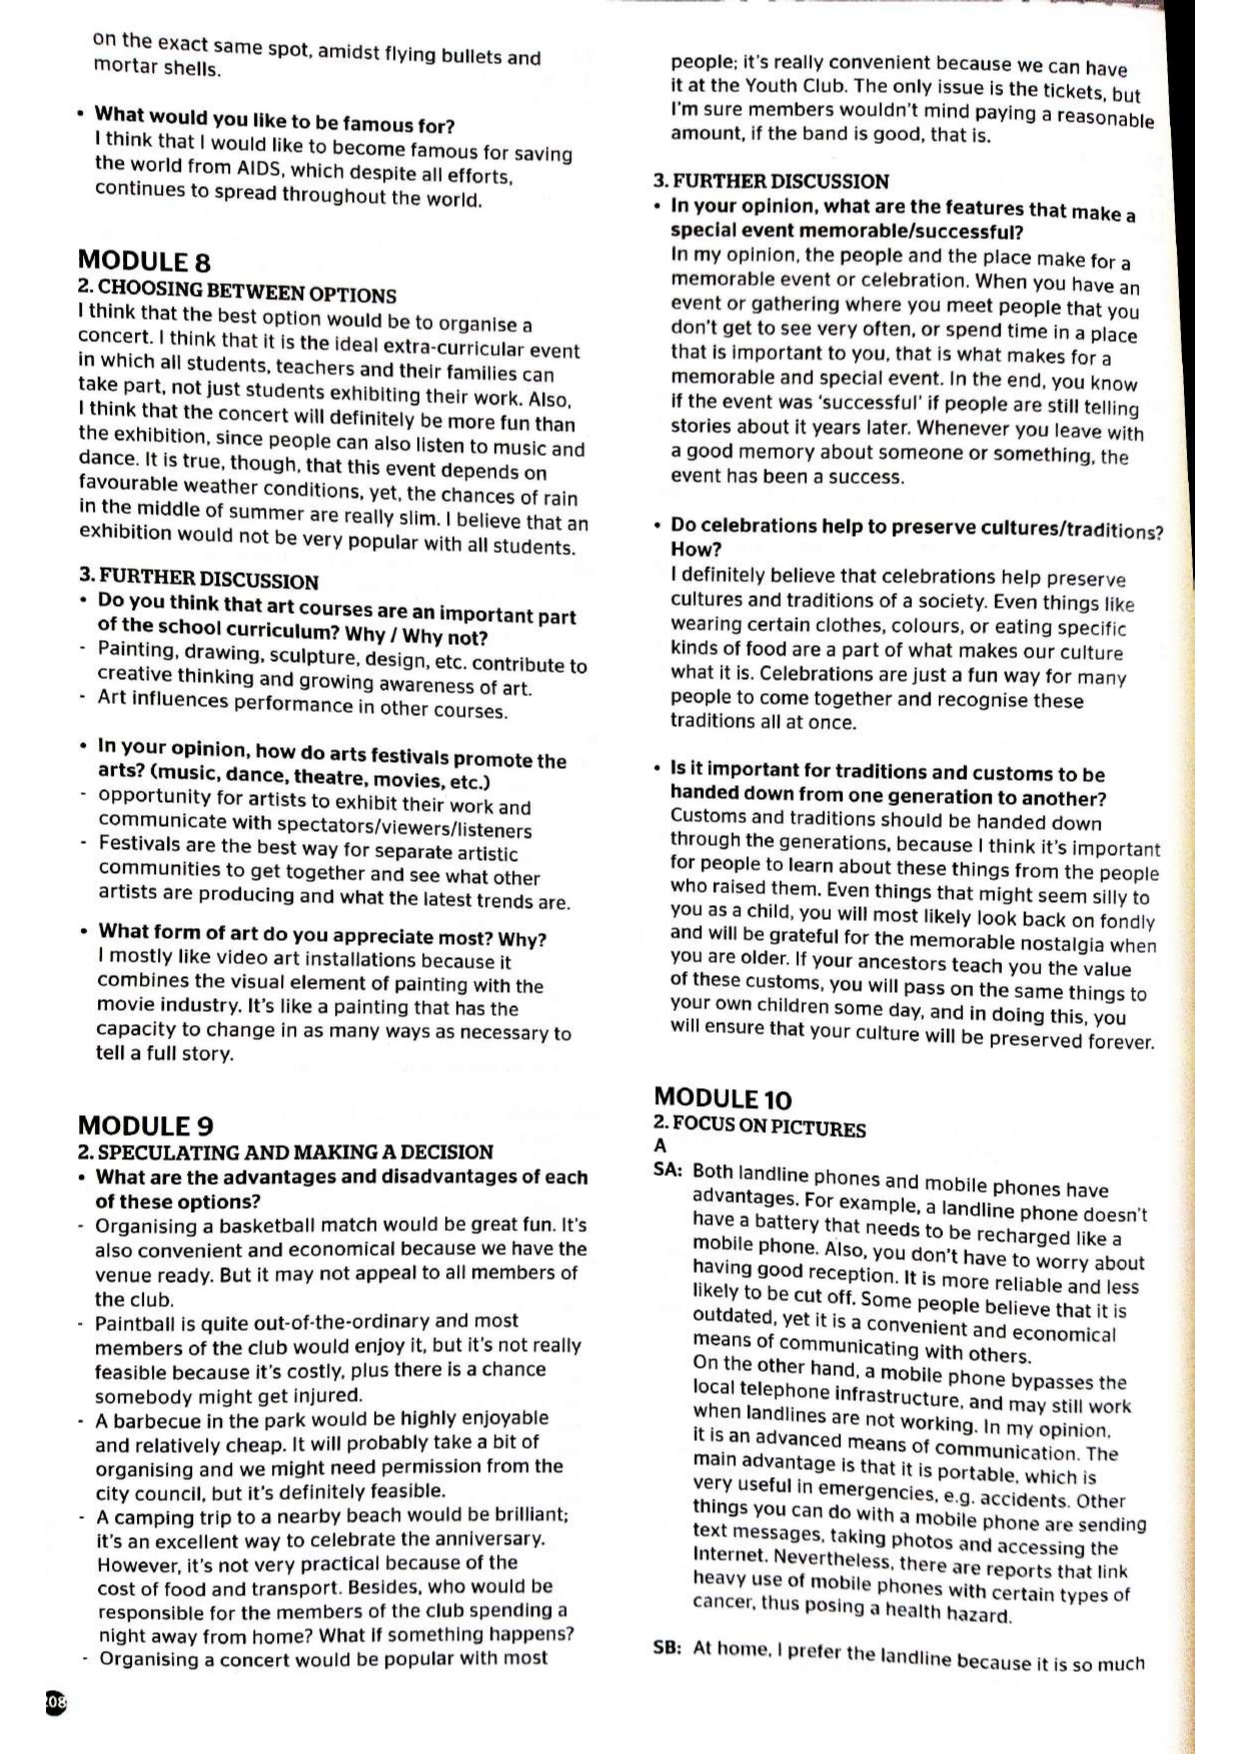 on the exact same spot, amidst flying bullets and
mortar shells.
• What would you like to be famous for?
I think that I would like to become famous for saving
the world from AIDS, which despite all efforts,
continues to spread throughout the world.
MODULE 8
2. CHOOSING BETWEEN OPTIONS
I think that the best option would be to organise a
concert. I think that it is the ideal extra-curricular event
in which all students, teachers and their families can
take part, not just students exhibiting their work. Also,
I think that the concert will definitely be more fun than
the exhibition, since people can also listen to music and
dance. It is true, though, that this event depends on
favourable weather conditions, yet, the chances of rain
in the middle of summer are really slim. I believe that an
exhibition would not be very popular with all students.
3. FURTHER DISCUSSION
• Do you think that art courses are an important part
of the school curriculum? Why / Why not?
- Painting, drawing, sculpture, design, etc. contribute to
creative thinking and growing awareness of art.
- Art influences performance in other courses.
• In your opinion, how do arts festivals promote the
arts? (music, dance, theatre, movies, etc.)
- opportunity for artists to exhibit their work and
communicate with spectators/viewers/listeners
- Festivals are the best way for separate artistic
communities to get together and see what other
artists are producing and what the latest trends are.
• What form of art do you appreciate most? Why?
I mostly like video art installations because it
combines the visual element of painting with the
movie industry. It's like a painting that has the
capacity to change in as many ways as necessary to
tell a full story.
MODULE 9
2. SPECULATING AND MAKING A DECISION
• What are the advantages and disadvantages of each
of these options?
- Organising a basketball match would be great fun. It's
also convenient and economical because we have the
venue ready. But it may not appeal to all members of
the club.
- Paintball is quite out-of-the-ordinary and most
members of the club would enjoy it, but it's not really
feasible because it's costly, plus there is a chance
somebody might get injured.
- A barbecue in the park would be highly enjoyable
and relatively cheap. It will probably take a bit of
organising and we might need permission from the
city council, but it's definitely feasible.
- A camping trip to a nearby beach would be brilliant;
it's an excellent way to celebrate the anniversary.
However, it's not very practical because of the
cost of food and transport. Besides, who would be
responsible for the members of the club spending a
night away from home? What if something happens?
- Organising a concert would be popular with most
08
people; it's really convenient because we can have
it at the Youth Club. The only issue is the tickets, but
I'm sure members wouldn't mind paying a reasonable
amount, if the band is good, that is.
3. FURTHER DISCUSSION
• In your opinion, what are the features that make a
special event memorable/successful?
In my opinion, the people and the place make for a
memorable event or celebration. When you have an
event or gathering where you meet people that you
don't get to see very often, or spend time in a place
that is important to you, that is what makes for a
memorable and special event. In the end, you know
if the event was 'successful' if people are still telling
stories about it years later. Whenever you leave with
a good memory about someone or something, the
event has been a success.
• Do celebrations help to preserve cultures/traditions?
How?
I definitely believe that celebrations help preserve
cultures and traditions of a society. Even things like
wearing certain clothes, colours, or eating specific
kinds of food are a part of what makes our culture
what it is. Celebrations are just a fun way for many
people to come together and recognise these
traditions all at once.
• Is it important for traditions and customs to be
handed down from one generation to another?
Customs and traditions should be handed down
through the generations, because I think it's important
for people to learn about these things from the people
who raised them. Even things that might seem silly to
you as a child, you will most likely look back on fondly
and will be grateful for the memorable nostalgia when
you are older. If your ancestors teach you the value
of these customs, you will pass on the same things to
your own children some day, and in doing this, you
will ensure that your culture will be preserved forever.
MODULE 10
2. FOCUS ON PICTURES
A
SA: Both landline phones and mobile phones have
advantages. For example, a landline phone doesn't
have a battery that needs to be recharged like a
mobile phone. Also, you don't have to worry about
having good reception. It is more reliable and less
likely to be cut off. Some people believe that it is
outdated, yet it is a convenient and economical
means of communicating with others.
On the other hand, a mobile phone bypasses the
local telephone infrastructure, and may still work
when landlines are not working. In my opinion,
it is an advanced means of communication. The
main advantage is that it is portable, which is
very useful in emergencies, e.g. accidents. Other
things you can do with a mobile phone are sending
text messages, taking photos and accessing the
Internet. Nevertheless, there are reports that link
heavy use of mobile phones with certain types of
cancer, thus posing a health hazard.
SB: At home, I prefer the landline because it is so much